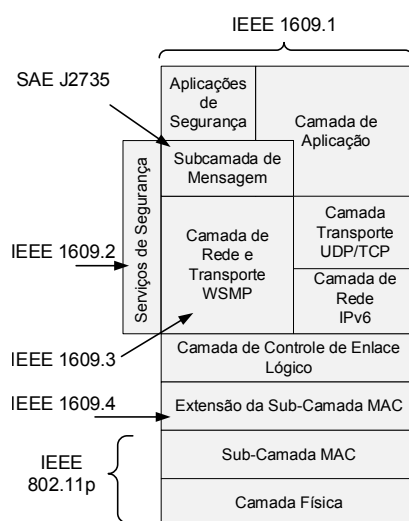 IEEE 1609.1
SAE J2735
Aplicações
de
Segurança
Camada de
Aplicação
Subcamada de
Mensagem
Serviços de Segurança
IEEE 1609.2
Camada de
Rede e
Transporte
WSMP
Camada
Transporte
UDP/TCP
Camada de
Rede
IPv6
IEEE 1609.3
Camada de Controle de Enlace
Lógico
IEEE 1609.4
Extensão da Sub-Camada MAC
IEEE
802.11p
Sub-Camada MAC
Camada Física